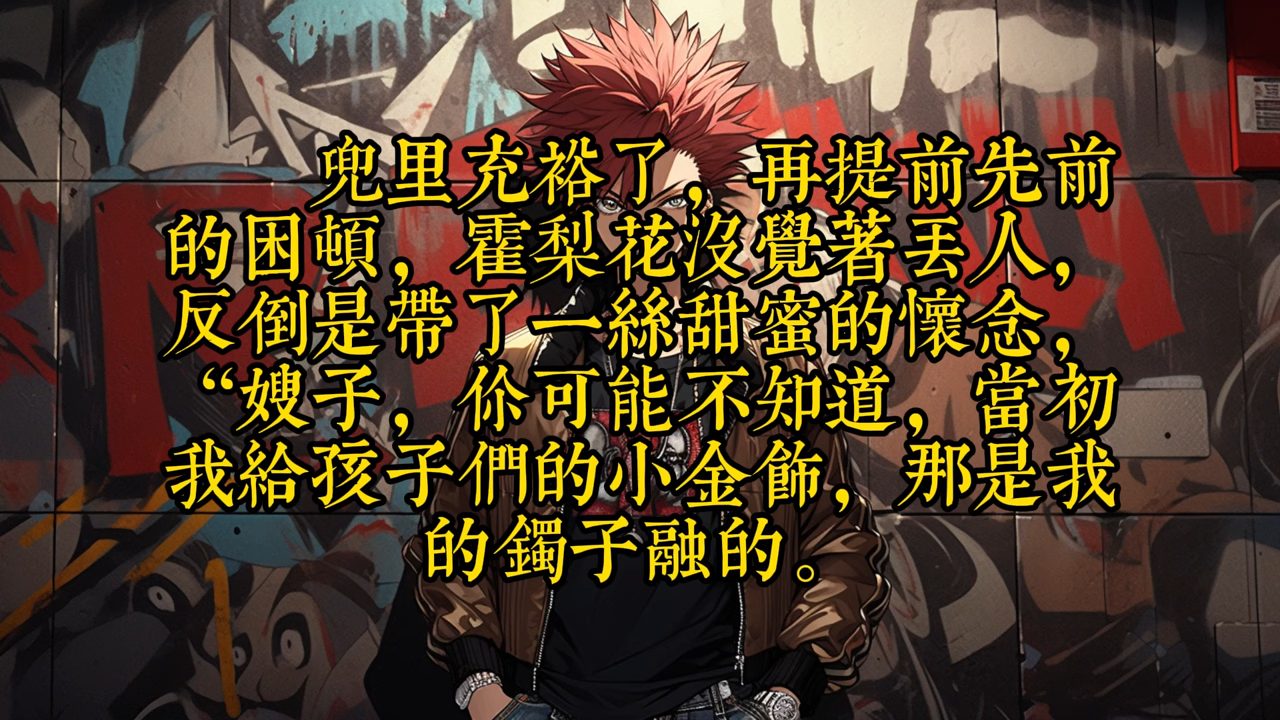 兜里充裕了，再提前先前
的困頓，霍梨花沒覺著丟人，
反倒是帶了一絲甜蜜的懷念，
“嫂子，你可能不知道，當初
我給孩子們的小金飾，那是我
的鐲子融的。